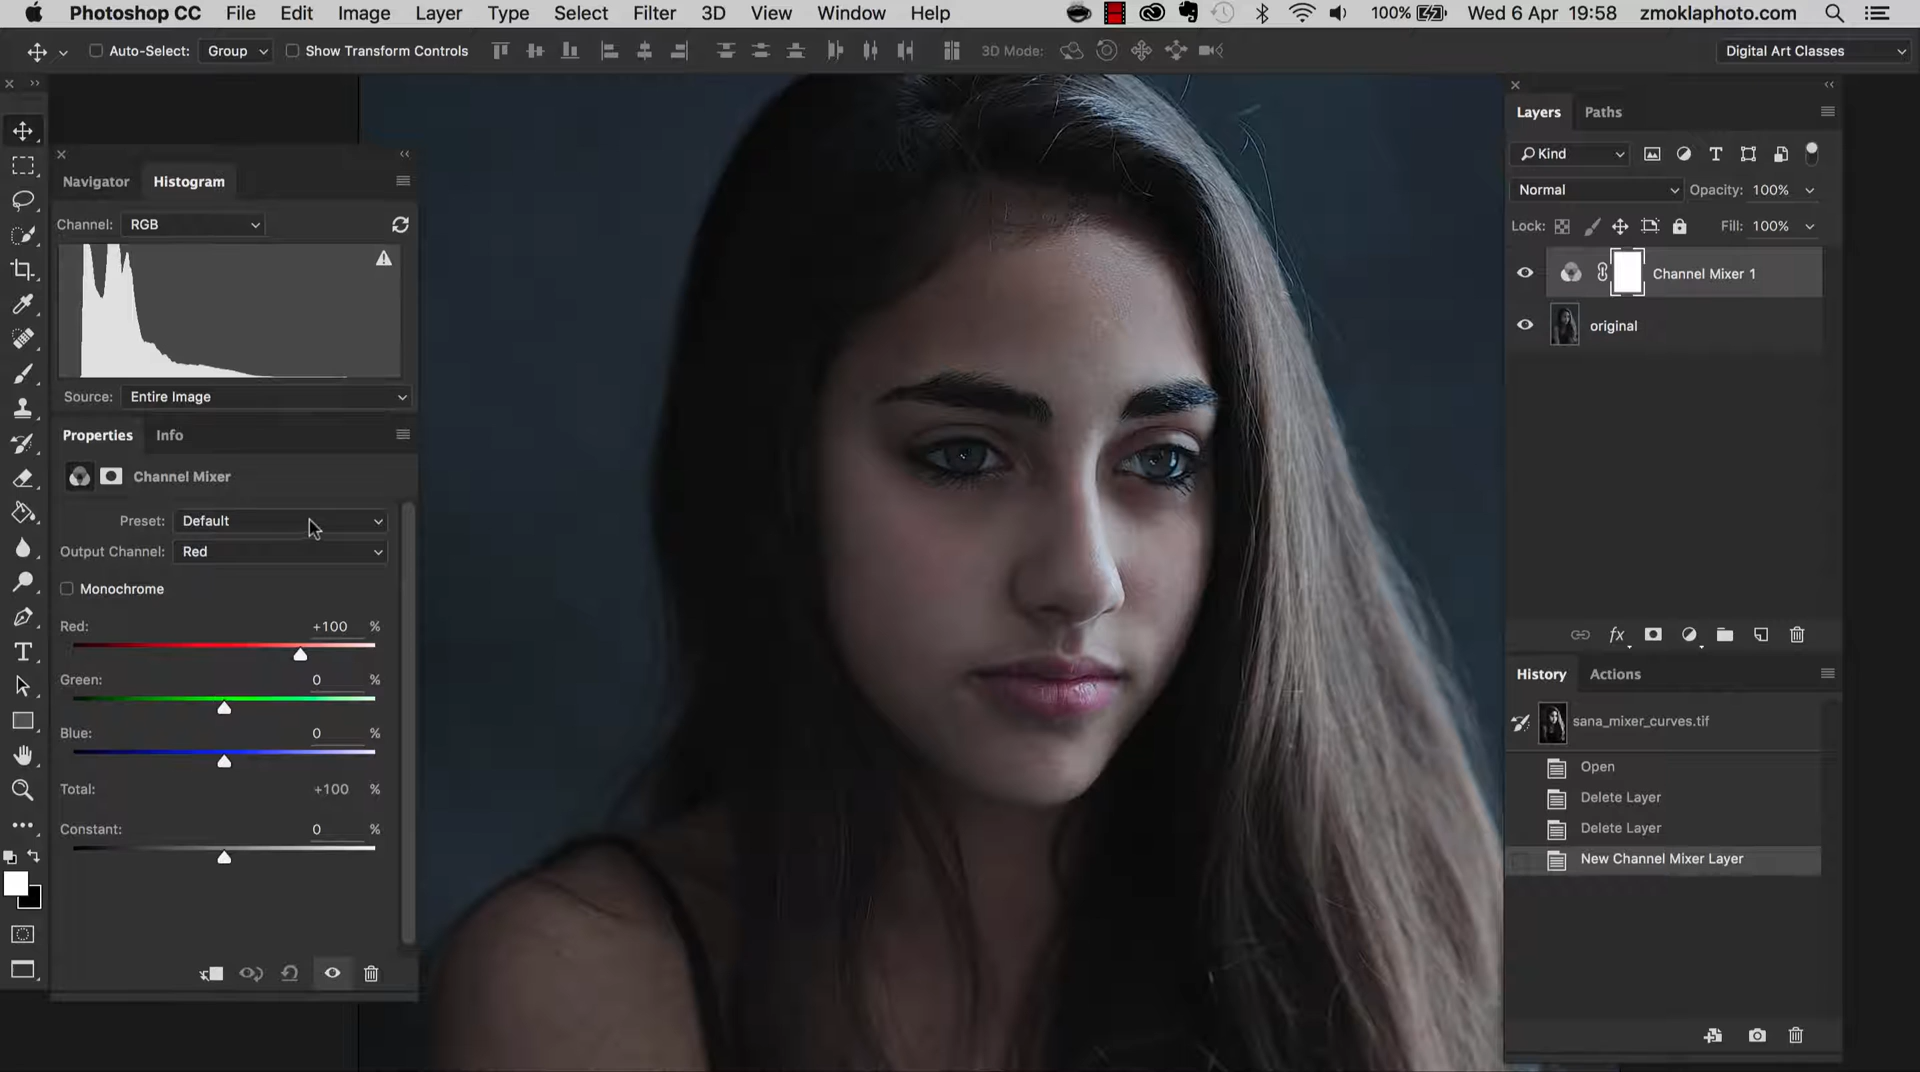 Photoshop CC File Edit Image Layer Type Select Filter 3D View Window Help 100% Wed 6 Apr 19:58 zmoklaphoto.com
Auto-Select: Group Show Transform Controls 3D Mode: Digital Art Classes
Navigator Histogram
Channel: RGB
Source: Entire Image
Properties Info
Channel Mixer
Preset: Default
Output Channel: Red
Monochrome
Red: +100 %
Green: 0 %
Blue: 0 %
Total: +100 %
Constant: 0 %
Layers Paths
Kind
Normal Opacity: 100%
Lock: Fill: 100%
Channel Mixer 1
original
fx
History Actions
sana_mixer_curves.tif
Open
Delete Layer
Delete Layer
New Channel Mixer Layer